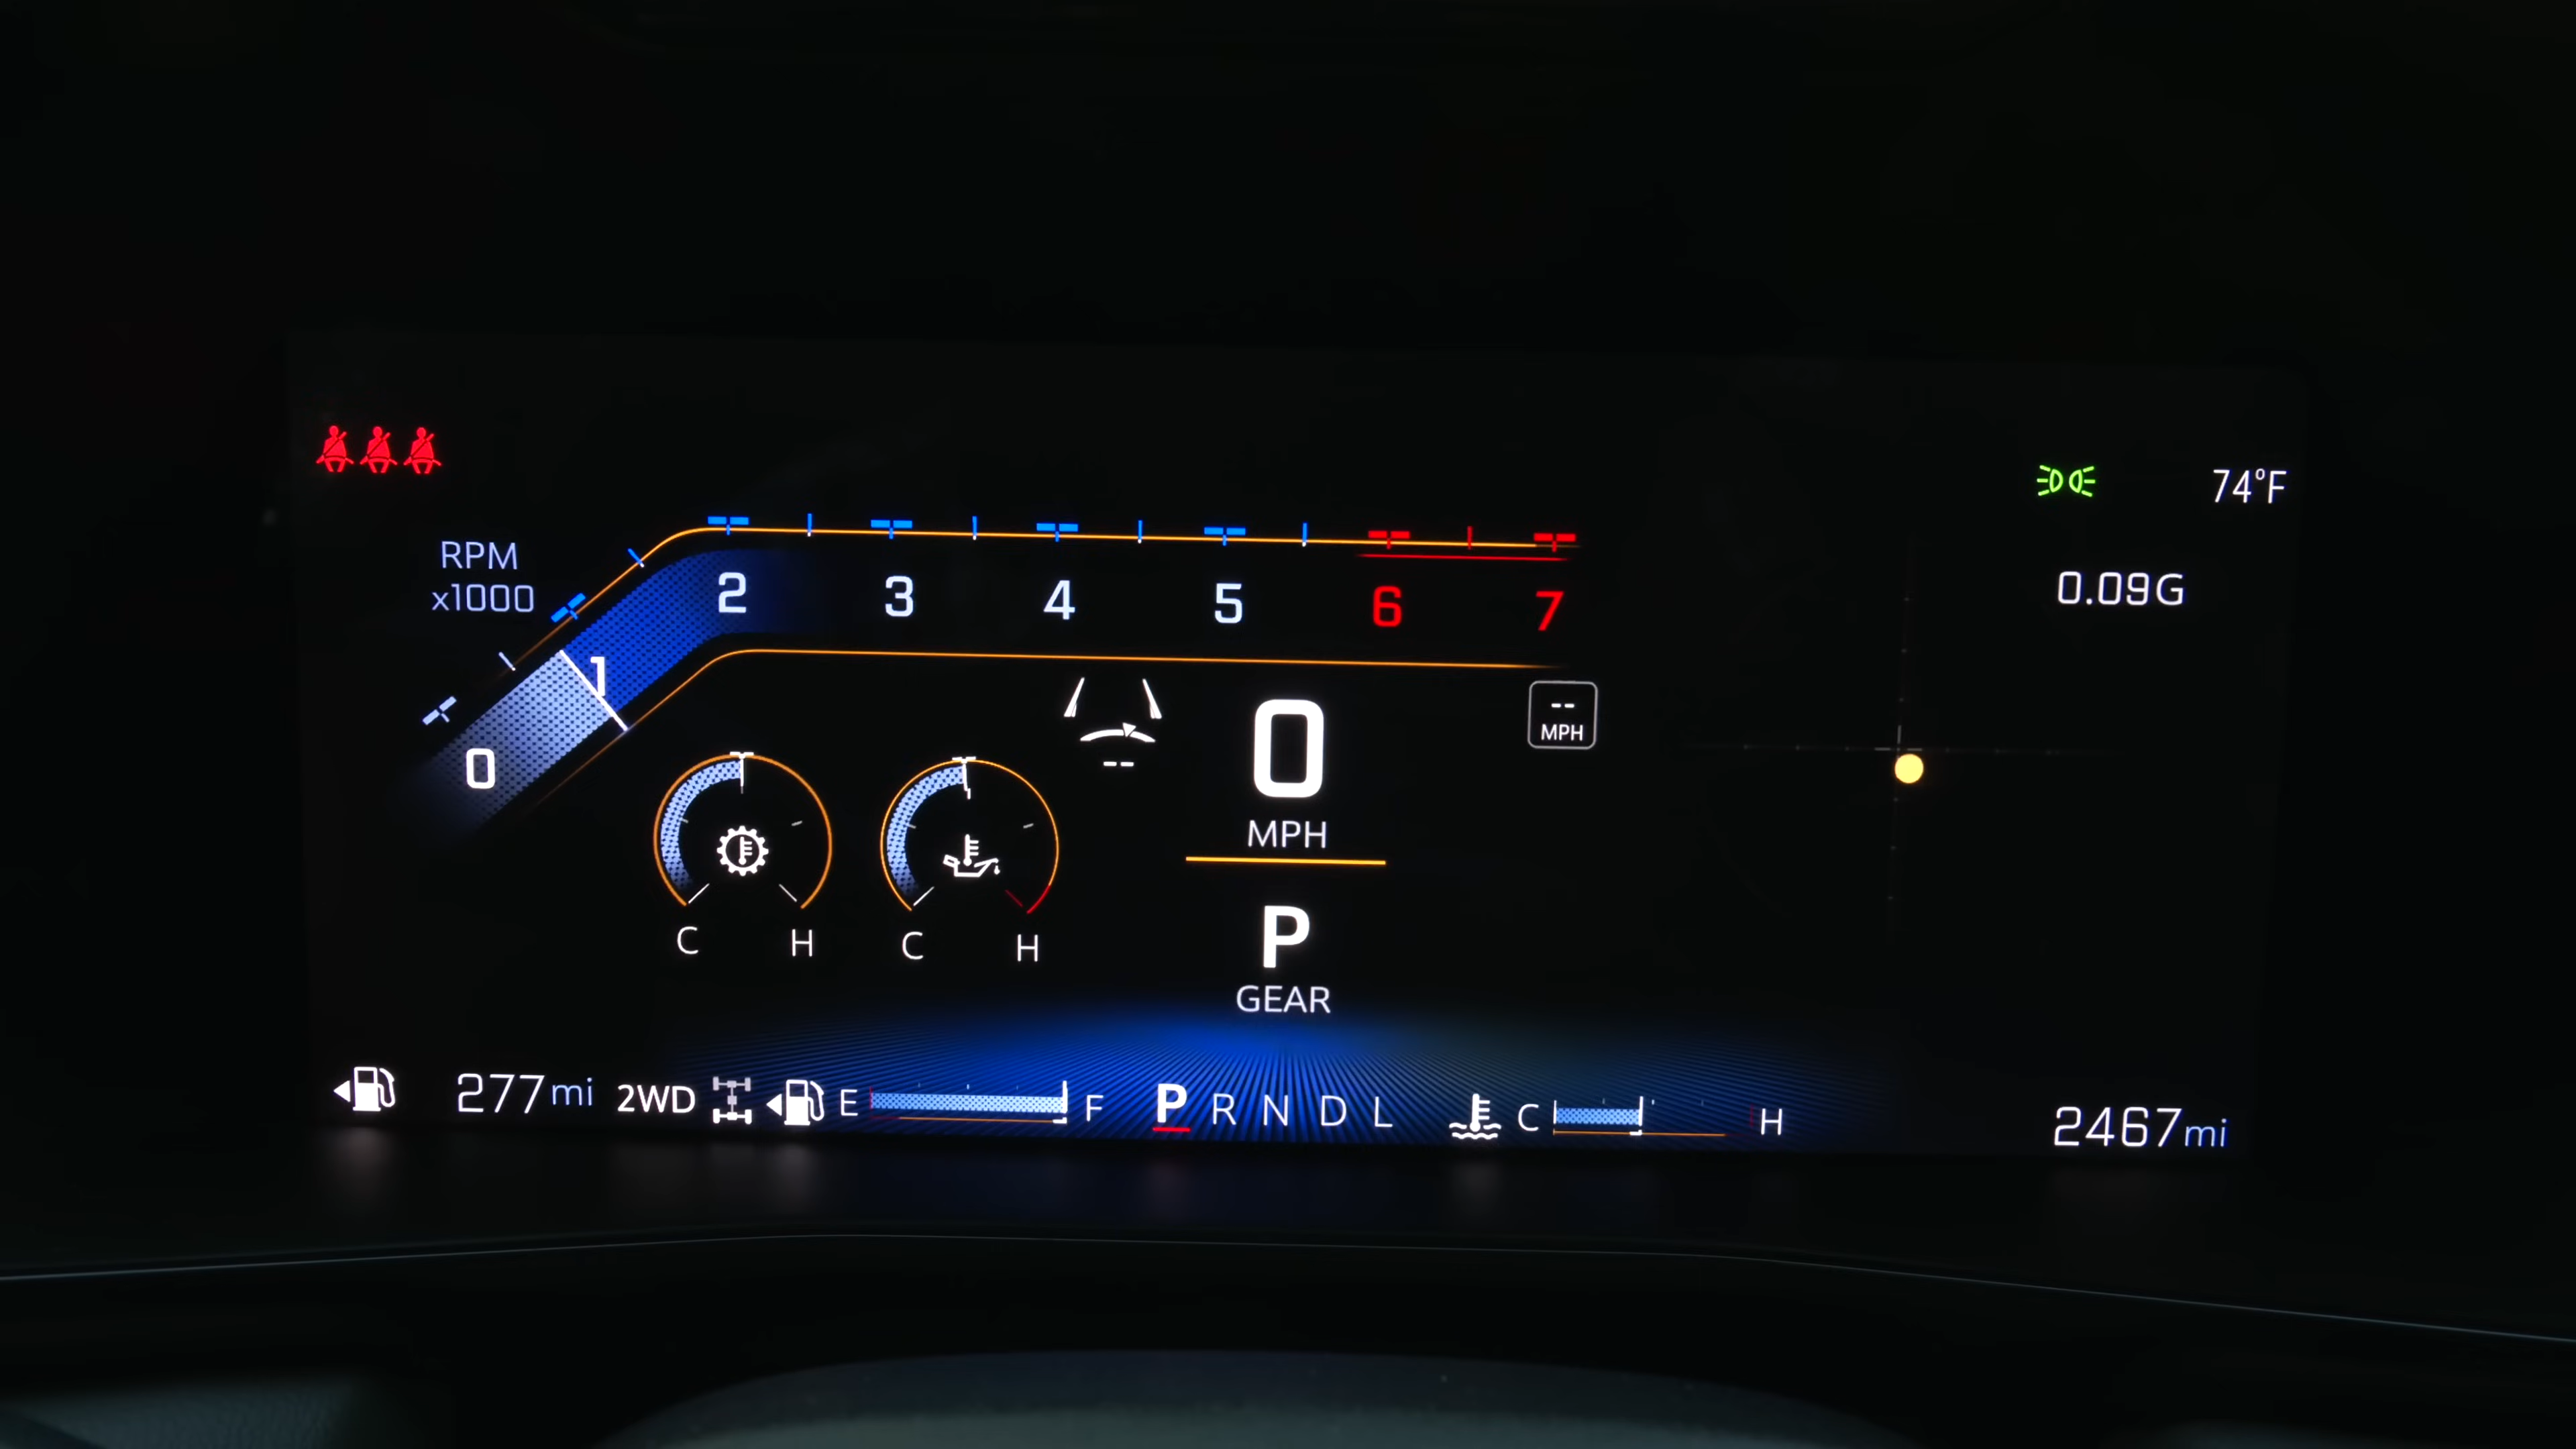 74°F
RPM
x1000
0.09G
0 1 2 3 4 5 6 7
--
MPH
--
0
MPH
C H
C H
P
GEAR
277mi 2WD E F P R N D L C H 2467mi